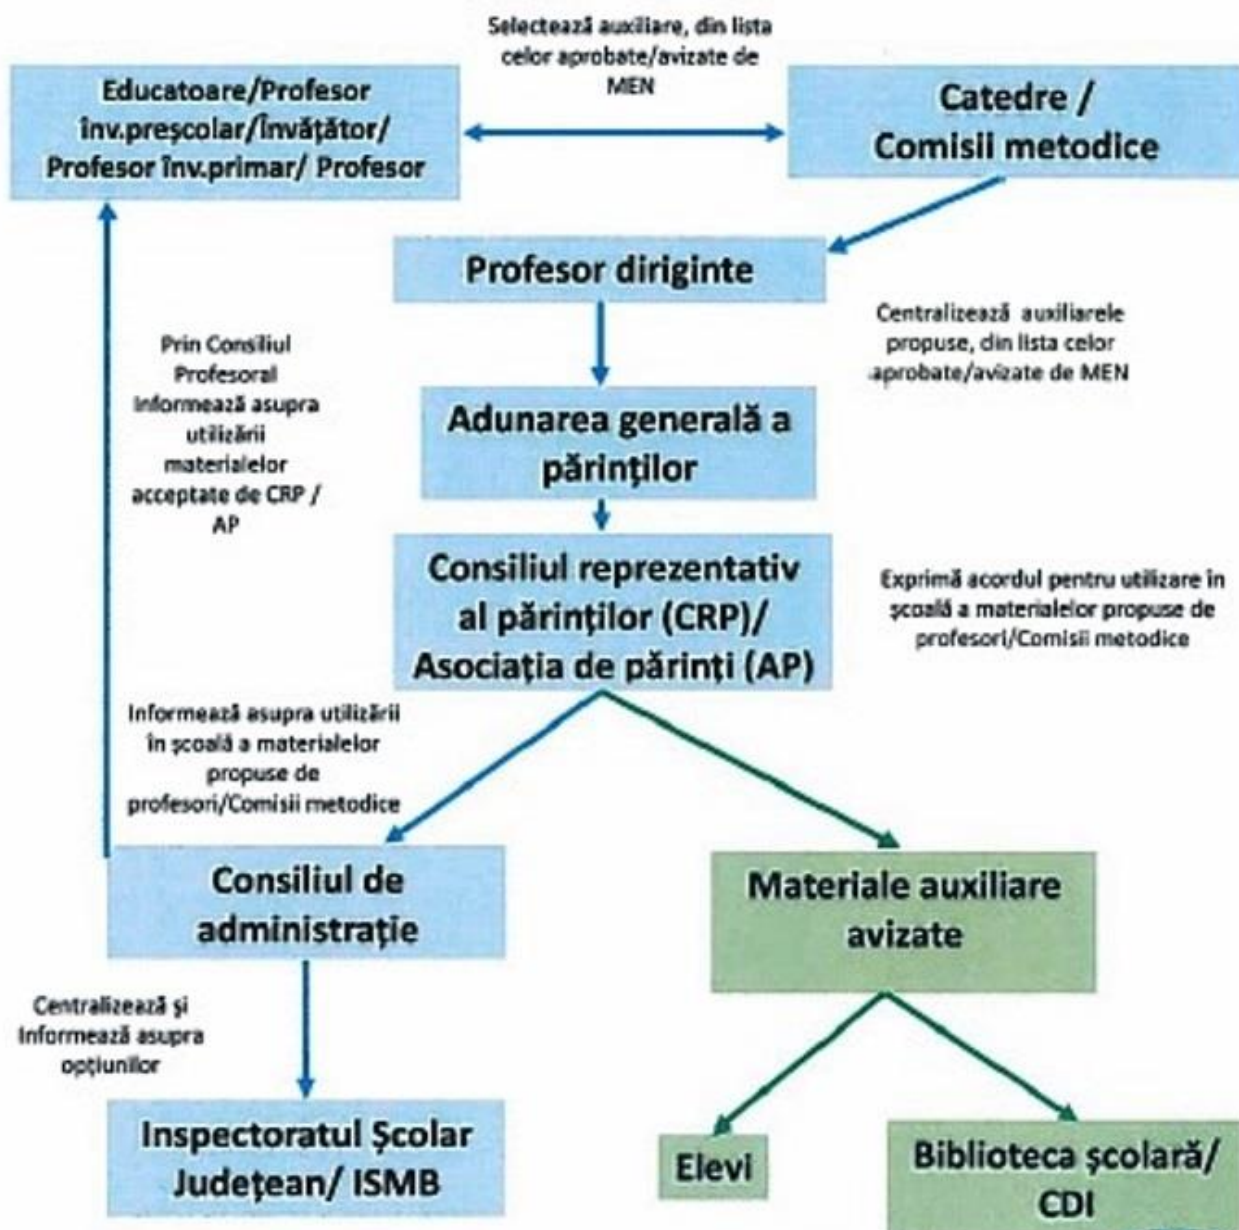 Selectează auxiliare, din lista
celor aprobate/avizate de
MEN
Educatoare/Profesor
înv.preșcolar/Învățător/
Profesor înv.primar/ Profesor
Catedre /
Comisii metodice
Profesor diriginte
Centralizează auxiliarele
propuse, din lista celor
aprobate/avizate de MEN
Prin Consiliul
Profesoral
Informează asupra
utilizării
materialelor
acceptate de CRP /
AP
Adunarea generală a
părinților
Consiliul reprezentativ
al părinților (CRP)/
Asociația de părinți (AP)
Exprimă acordul pentru utilizare în
școală a materialelor propuse de
profesori/Comisii metodice
Informează asupra utilizării
în școală a materialelor
propuse de
profesori/Comisii metodice
Consiliul de
administrație
Materiale auxiliare
avizate
Centralizează și
Informează asupra
opțiunilor
Inspectoratul Școlar
Județean/ ISMB
Elevi
Biblioteca școlară/
CDI